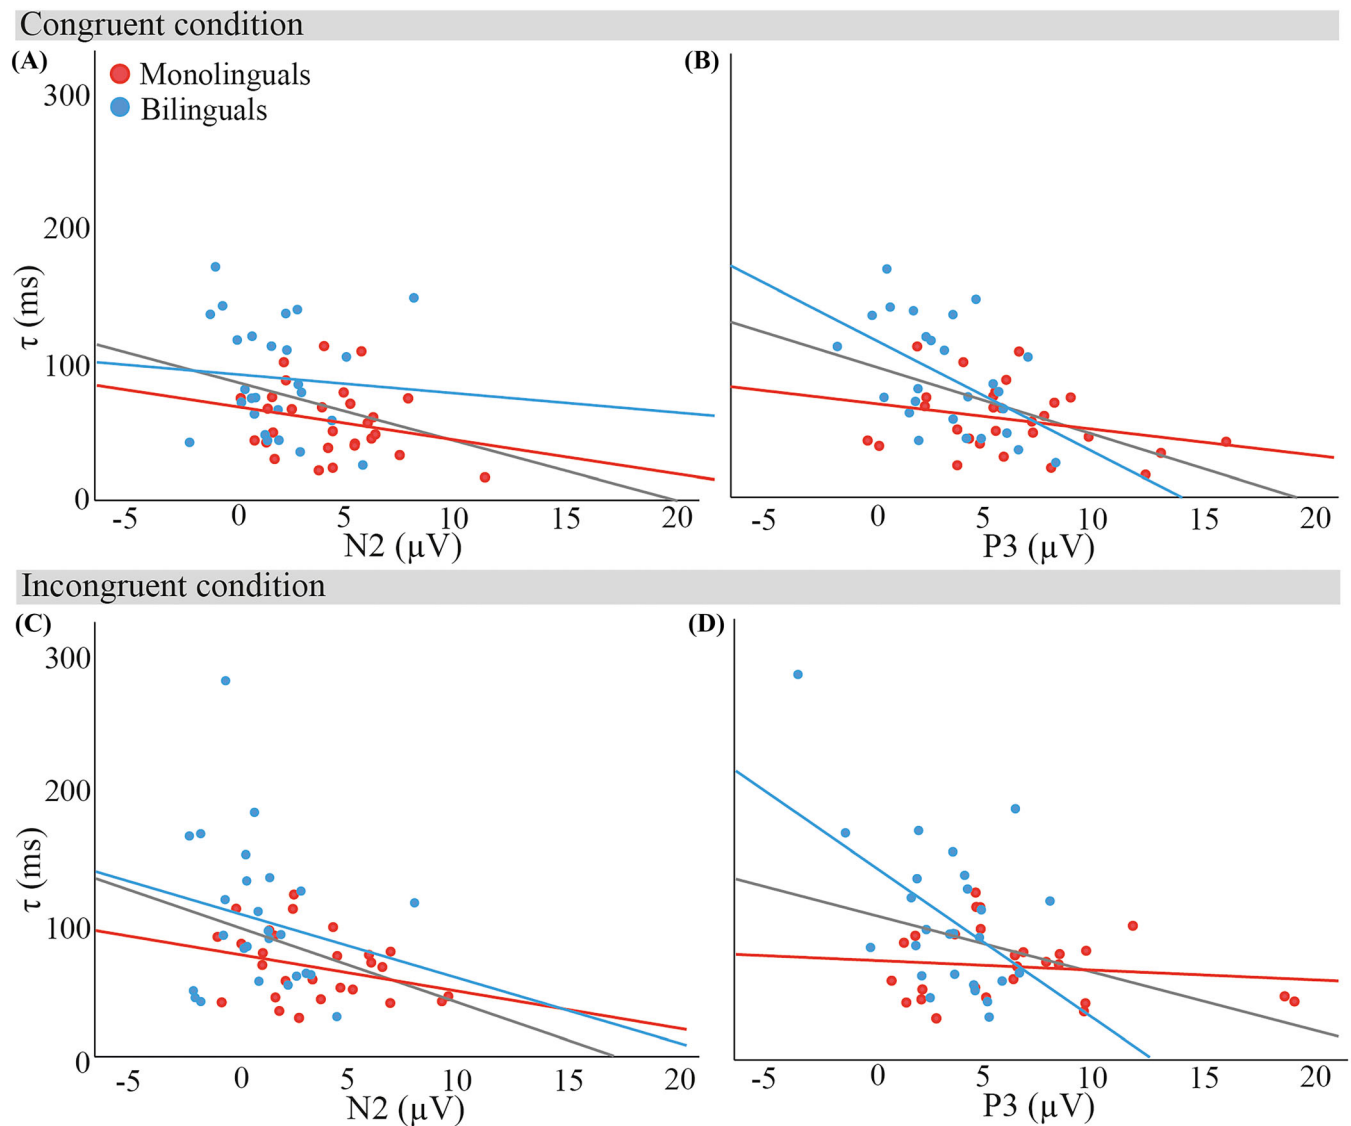 Congruent condition
(A)
Monolinguals
Bilinguals
300
200
100
0
τ (ms)
-5 0 5 10 15 20
N2 (µV)
(B)
-5 0 5 10 15 20
P3 (µV)
Incongruent condition
(C)
300
200
100
0
τ (ms)
-5 0 5 10 15 20
N2 (µV)
(D)
-5 0 5 10 15 20
P3 (µV)